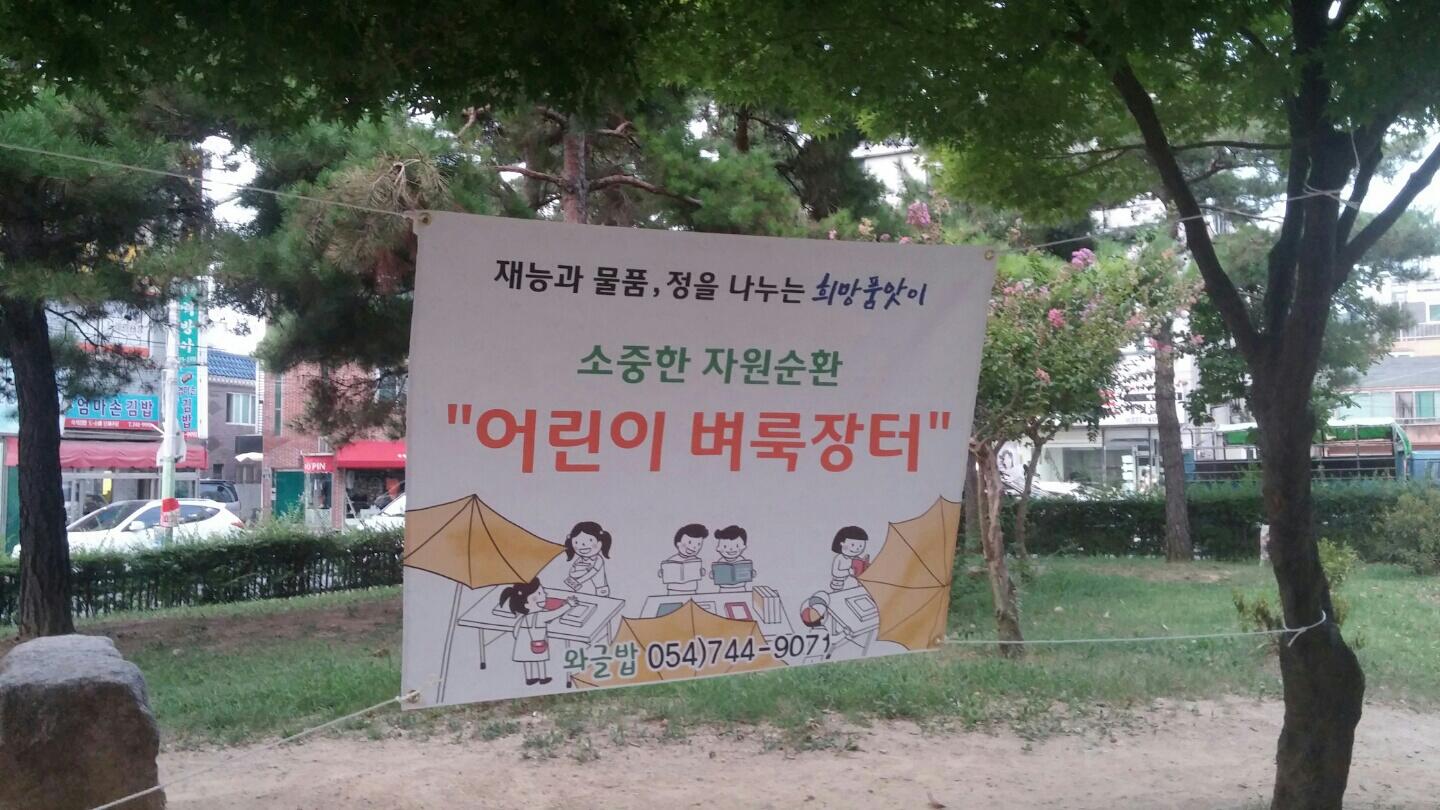 재능과 물품, 정을 나누는 희망품앗이
소중한 자원순환
"어린이 벼룩장터"
와글밥 054)744-9071
엄마손김밥
김밥